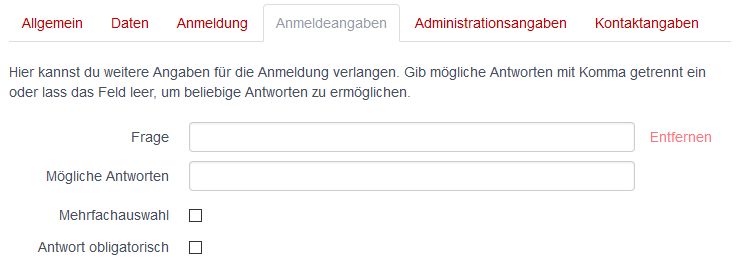 Allgemein Daten Anmeldung Anmeldeangaben Administrationsangaben Kontaktangaben
Hier kannst du weitere Angaben für die Anmeldung verlangen. Gib mögliche Antworten mit Komma getrennt ein
oder lass das Feld leer, um beliebige Antworten zu ermöglichen.
Frage Entfernen
Mögliche Antworten
Mehrfachauswahl
Antwort obligatorisch